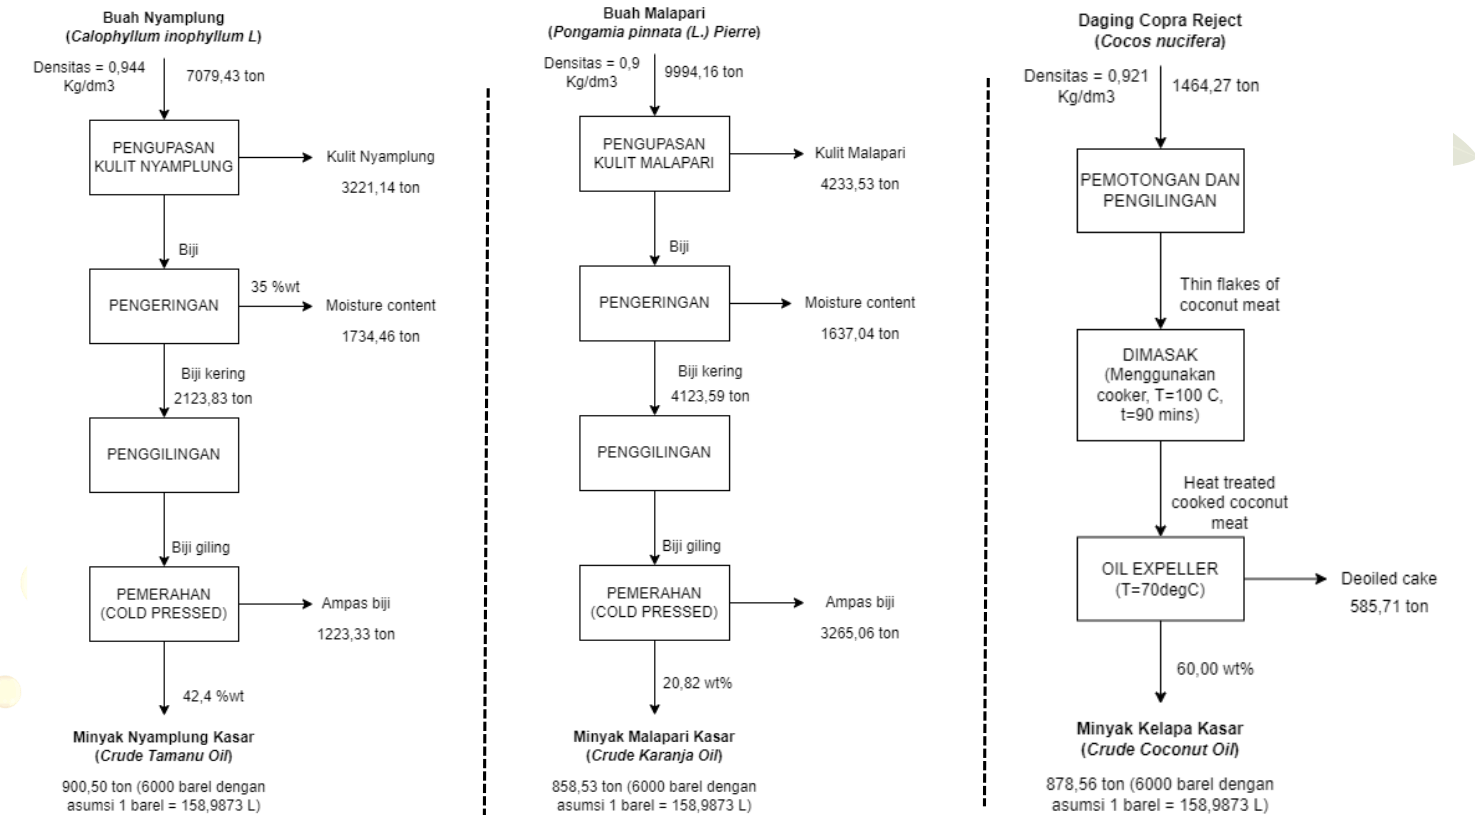 Buah Nyamplung
(Calophyllum inophyllum L)
Densitas = 0,944
Kg/dm3
7079,43 ton
PENGUPASAN
KULIT NYAMPLUNG
Kulit Nyamplung
3221,14 ton
Biji
PENGERINGAN
35 %wt
Moisture content
1734,46 ton
Biji kering
2123,83 ton
PENGGILINGAN
Biji giling
PEMERAHAN
(COLD PRESSED)
Ampas biji
1223,33 ton
42,4 %wt
Minyak Nyamplung Kasar
(Crude Tamanu Oil)
900,50 ton (6000 barel dengan
asumsi 1 barel = 158,9873 L)
Buah Malapari
(Pongamia pinnata (L.) Pierre)
Densitas = 0,9
Kg/dm3
9994,16 ton
PENGUPASAN
KULIT MALAPARI
Kulit Malapari
4233,53 ton
Biji
PENGERINGAN
Moisture content
1637,04 ton
Biji kering
4123,59 ton
PENGGILINGAN
Biji giling
PEMERAHAN
(COLD PRESSED)
Ampas biji
3265,06 ton
20,82 wt%
Minyak Malapari Kasar
(Crude Karanja Oil)
858,53 ton (6000 barel dengan
asumsi 1 barel = 158,9873 L)
Daging Copra Reject
(Cocos nucifera)
Densitas = 0,921
Kg/dm3
1464,27 ton
PEMOTONGAN DAN
PENGILINGAN
Thin flakes of
coconut meat
DIMASAK
(Menggunakan
cooker, T=100 C,
t=90 mins)
Heat treated
cooked coconut
meat
OIL EXPELLER
(T=70degC)
Deoiled cake
585,71 ton
60,00 wt%
Minyak Kelapa Kasar
(Crude Coconut Oil)
878,56 ton (6000 barel dengan
asumsi 1 barel = 158,9873 L)